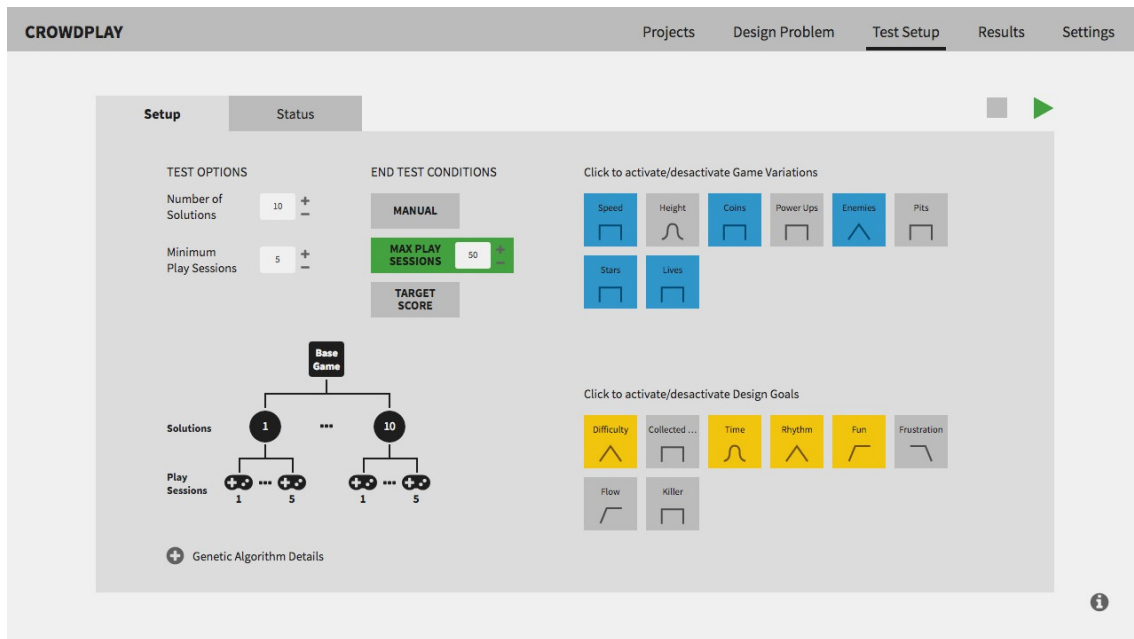 CROWDPLAY
Projects
Design Problem
Test Setup
Results
Settings
Setup
Status
TEST OPTIONS
Number of
Solutions
10
Minimum
Play Sessions
5
END TEST CONDITIONS
MANUAL
MAX PLAY
SESSIONS
50
TARGET
SCORE
Click to activate/desactivate Game Variations
Speed
Height
Coins
Power Ups
Enemies
Pits
Stars
Lives
Base
Game
Solutions
1
...
10
Play
Sessions
...
...
1
5
1
5
Genetic Algorithm Details
Click to activate/desactivate Design Goals
Difficulty
Collected ...
Time
Rhythm
Fun
Frustration
Flow
Killer